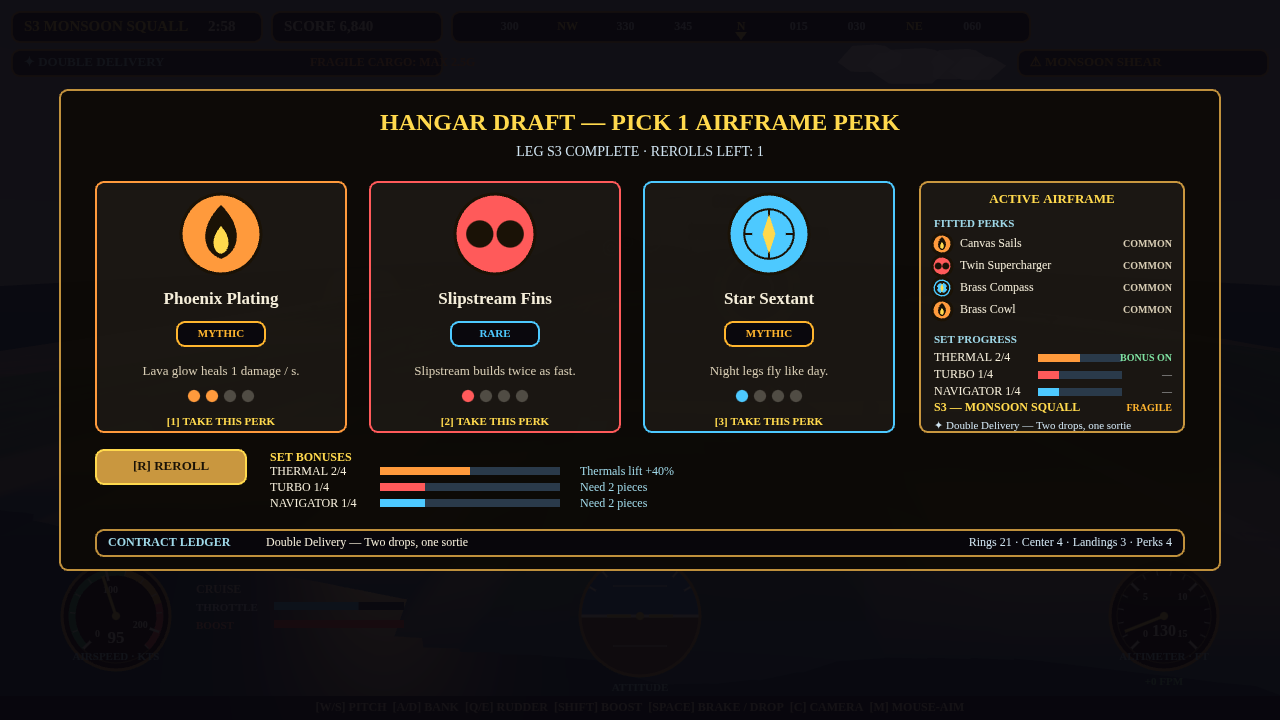 S3 MONSOON SQUALL 2:58 SCORE 6,840 300 NW 330 345 N 015 030 NE 060
✦ DOUBLE DELIVERY FRAGILE CARGO: MA ⚠ MONSOON SHEAR
HANGAR DRAFT — PICK 1 AIRFRAME PERK
LEG S3 COMPLETE · REROLLS LEFT: 1
Phoenix Plating
MYTHIC
Lava glow heals 1 damage / s.
[1] TAKE THIS PERK
Slipstream Fins
RARE
Slipstream builds twice as fast.
[2] TAKE THIS PERK
Star Sextant
MYTHIC
Night legs fly like day.
[3] TAKE THIS PERK
ACTIVE AIRFRAME
FITTED PERKS
Canvas Sails COMMON
Twin Supercharger COMMON
Brass Compass COMMON
Brass Cowl COMMON
SET PROGRESS
THERMAL 2/4 BONUS ON
TURBO 1/4 —
NAVIGATOR 1/4 —
S3 — MONSOON SQUALL FRAGILE
✦ Double Delivery — Two drops, one sortie
[R] REROLL
SET BONUSES
THERMAL 2/4 Thermals lift +40%
TURBO 1/4 Need 2 pieces
NAVIGATOR 1/4 Need 2 pieces
CONTRACT LEDGER Double Delivery — Two drops, one sortie Rings 21 · Center 4 · Landings 3 · Perks 4
CRUISE
THROTTLE
BOOST
0 200 95
AIRSPEED · KTS
ATTITUDE
0 5 10 15 130
ALTIMETER · FT
[W/S] PITCH [A/D] BANK [Q/E] RUDDER [SHIFT] BOOST [SPACE] BRAKE / DROP [C] CAMERA [M] MOUSE-AIM